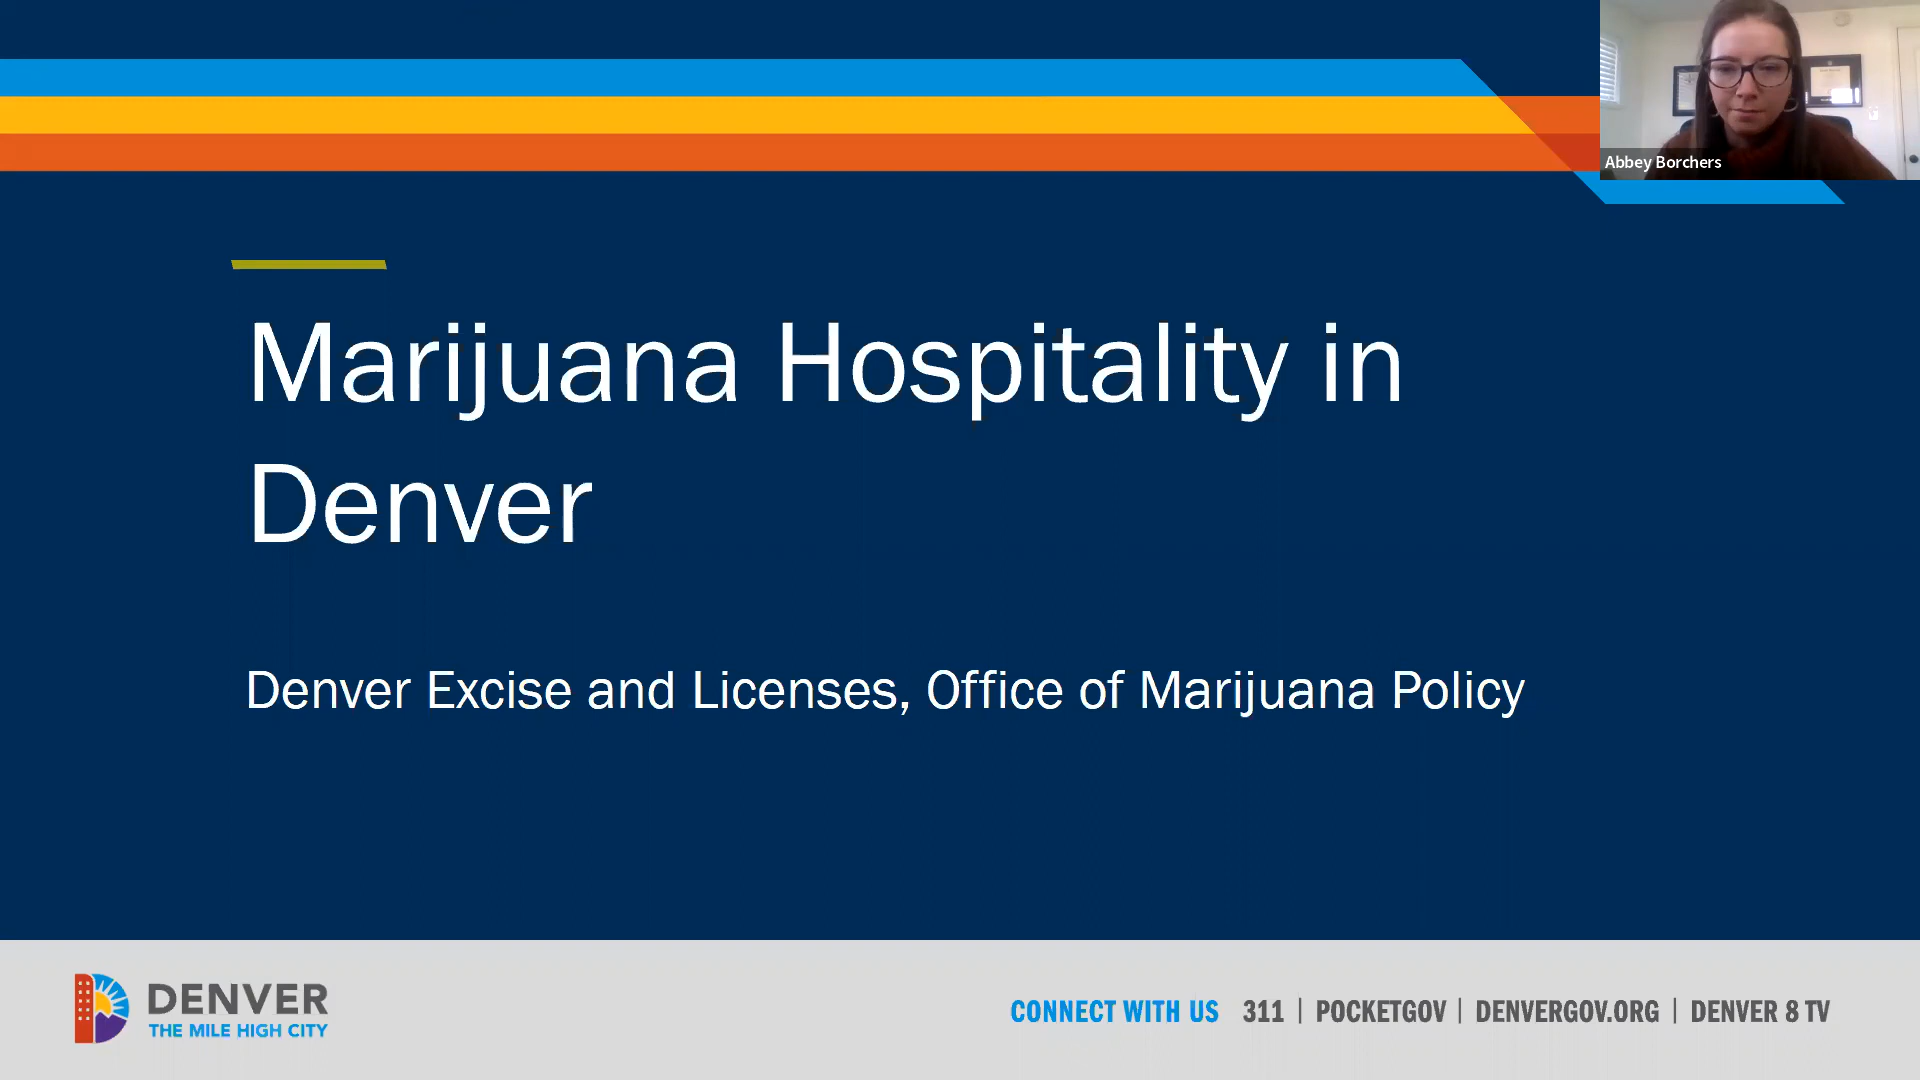 Abbey Borchers
Marijuana Hospitality in
Denver
Denver Excise and Licenses, Office of Marijuana Policy
DENVER
THE MILE HIGH CITY
CONNECT WITH US 311 | POCKETGOV | DENVERGOV.ORG | DENVER 8 TV